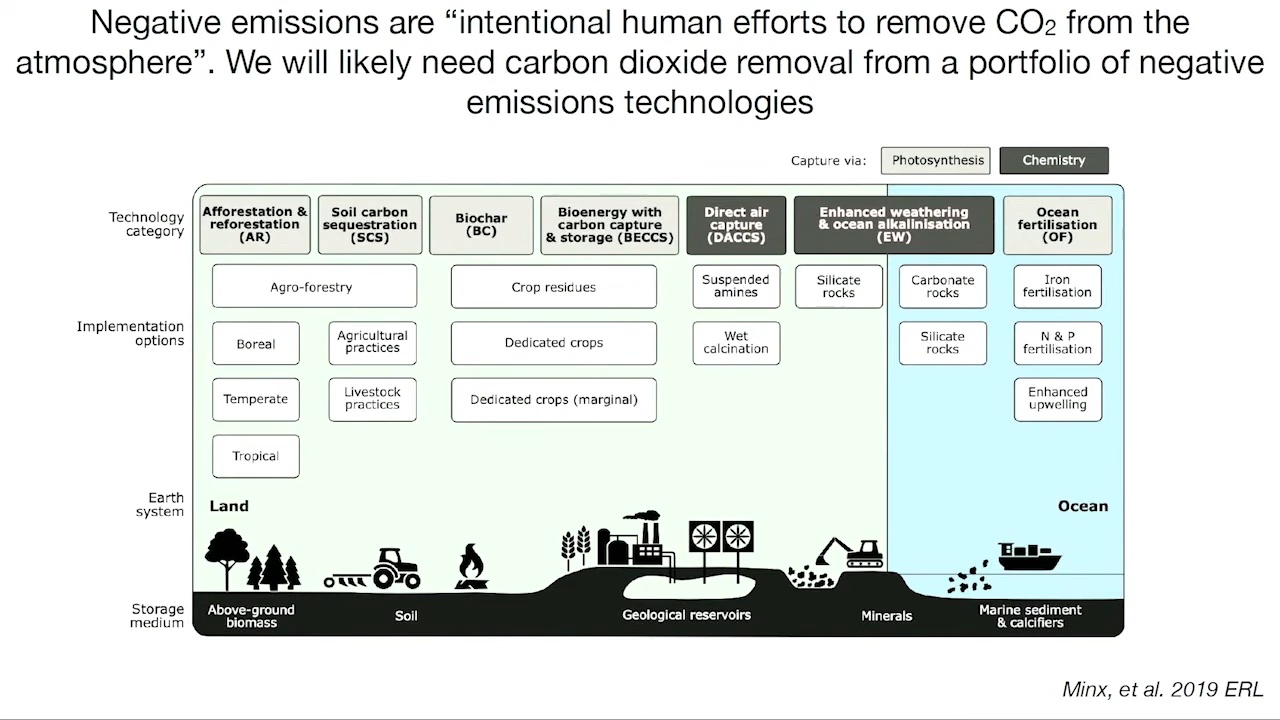 Negative emissions are “intentional human efforts to remove CO₂ from the
atmosphere”. We will likely need carbon dioxide removal from a portfolio of negative
emissions technologies
Capture via:
Photosynthesis
Chemistry
Technology
category
Afforestation &
reforestation
(AR)
Soil carbon
sequestration
(SCS)
Biochar
(BC)
Bioenergy with
carbon capture
& storage (BECCS)
Direct air
capture
(DACCS)
Enhanced weathering
& ocean alkalinisation
(EW)
Ocean
fertilisation
(OF)
Implementation
options
Agro-forestry
Crop residues
Suspended
amines
Silicate
rocks
Carbonate
rocks
Iron
fertilisation
Boreal
Agricultural
practices
Dedicated crops
Wet
calcination
Silicate
rocks
N & P
fertilisation
Temperate
Livestock
practices
Dedicated crops (marginal)
Enhanced
upwelling
Tropical
Earth
system
Land
Ocean
Storage
medium
Above-ground
biomass
Soil
Geological reservoirs
Minerals
Marine sediment
& calcifiers
Minx, et al. 2019 ERL